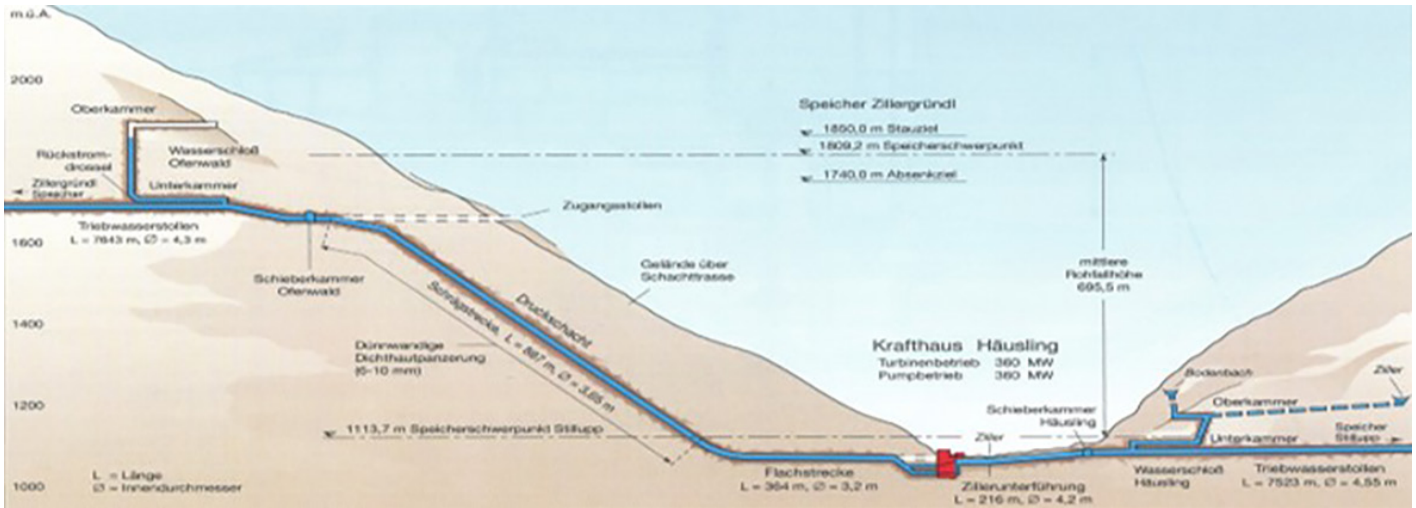 m.ü.A.
2000
1600
1400
1200
1000
Oberkammer
Wasserschloß
Ofenwald
Rückstrom-
drossel
Zillergründl
Speicher
Unterkammer
Triebwasserstollen
L = 7643 m, Ø = 4,3 m
Schieberkammer
Ofenwald
Zugangsstollen
Gelände über
Schachttrasse
Druckschacht
Schrägstrecke, L = 887 m, Ø = 3,65 m
Dünnwandige
Dichthautpanzerung
(6-10 mm)
1113,7 m Speicherschwerpunkt Stillupp
L = Länge
Ø = Innendurchmesser
Speicher Zillergründl
1850,0 m Stauziel
1809,2 m Speicherschwerpunkt
1740,0 m Absenkziel
mittlere
Rohfallhöhe
695,5 m
Krafthaus Häusling
Turbinenbetrieb 360 MW
Pumpbetrieb 360 MW
Schieberkammer
Häusling
Ziller
Flachstrecke
L = 364 m, Ø = 3,2 m
Zillerunterführung
L = 216 m, Ø = 4,2 m
Bodenbach
Ziller
Oberkammer
Unterkammer
Speicher
Stillupp
Wasserschloß
Häusling
Triebwasserstollen
L = 7523 m, Ø = 4,55 m